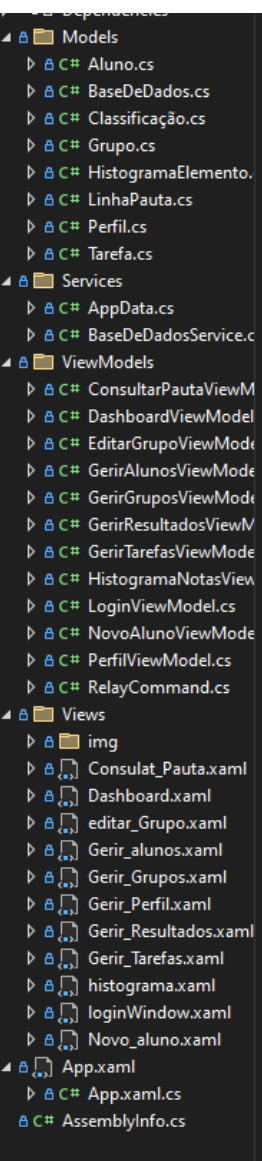 Dependencies
Models
C# Aluno.cs
C# BaseDeDados.cs
C# Classificação.cs
C# Grupo.cs
C# HistogramaElemento.
C# LinhaPauta.cs
C# Perfil.cs
C# Tarefa.cs
Services
C# AppData.cs
C# BaseDeDadosService.c
ViewModels
C# ConsultarPautaViewM
C# DashboardViewModel
C# EditarGrupoViewMode
C# GerirAlunosViewMode
C# GerirGruposViewMode
C# GerirResultadosViewM
C# GerirTarefasViewMode
C# HistogramaNotasView
C# LoginViewModel.cs
C# NovoAlunoViewMode
C# PerfilViewModel.cs
C# RelayCommand.cs
Views
img
Consulat_Pauta.xaml
Dashboard.xaml
editar_Grupo.xaml
Gerir_alunos.xaml
Gerir_Grupos.xaml
Gerir_Perfil.xaml
Gerir_Resultados.xaml
Gerir_Tarefas.xaml
histograma.xaml
loginWindow.xaml
Novo_aluno.xaml
App.xaml
C# App.xaml.cs
C# AssemblyInfo.cs